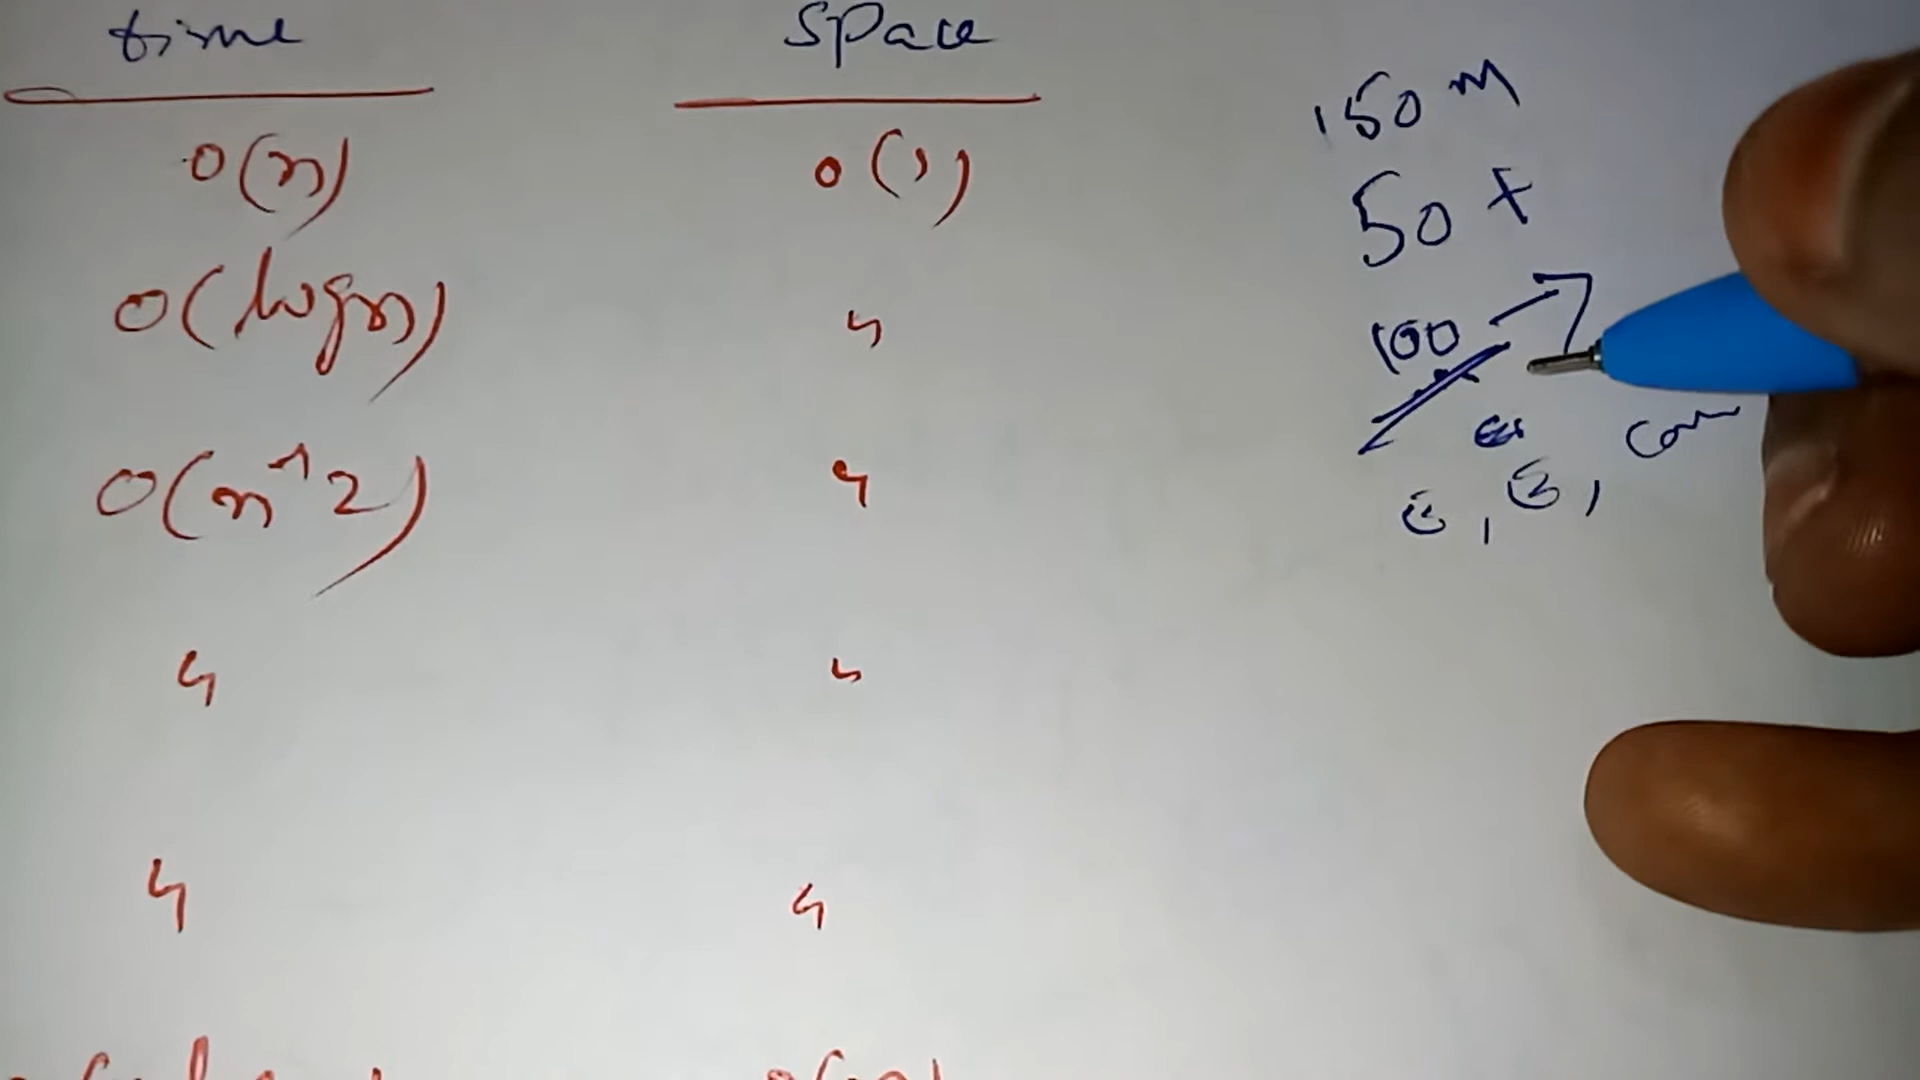 time space
O(n) O(1)
O(logn) "
O(n^2) "
" "
" "
150 m
50 +
100